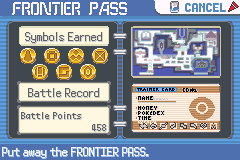 FRONTIER PASS
CANCEL
Symbols Earned
TRAINER CARD
NAME
MONEY
POKéDEX
TIME
Battle Record
Battle Points
458
Put away the FRONTIER PASS.